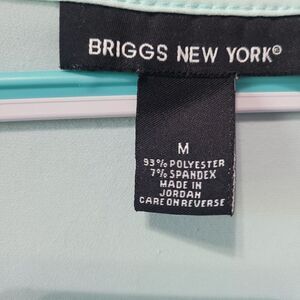 BRIGGS NEW YORK®
M
93% POLYESTER
7% SPANDEX
MADE IN
JORDAN
CARE ON REVERSE